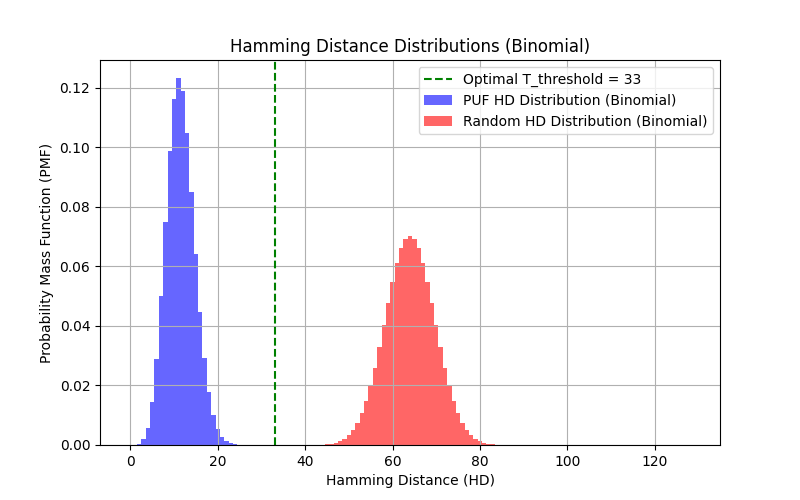 Hamming Distance Distributions (Binomial)
Optimal T_threshold = 33
PUF HD Distribution (Binomial)
Random HD Distribution (Binomial)
Probability Mass Function (PMF)
0.12
0.10
0.08
0.06
0.04
0.02
0.00
0 20 40 60 80 100 120
Hamming Distance (HD)